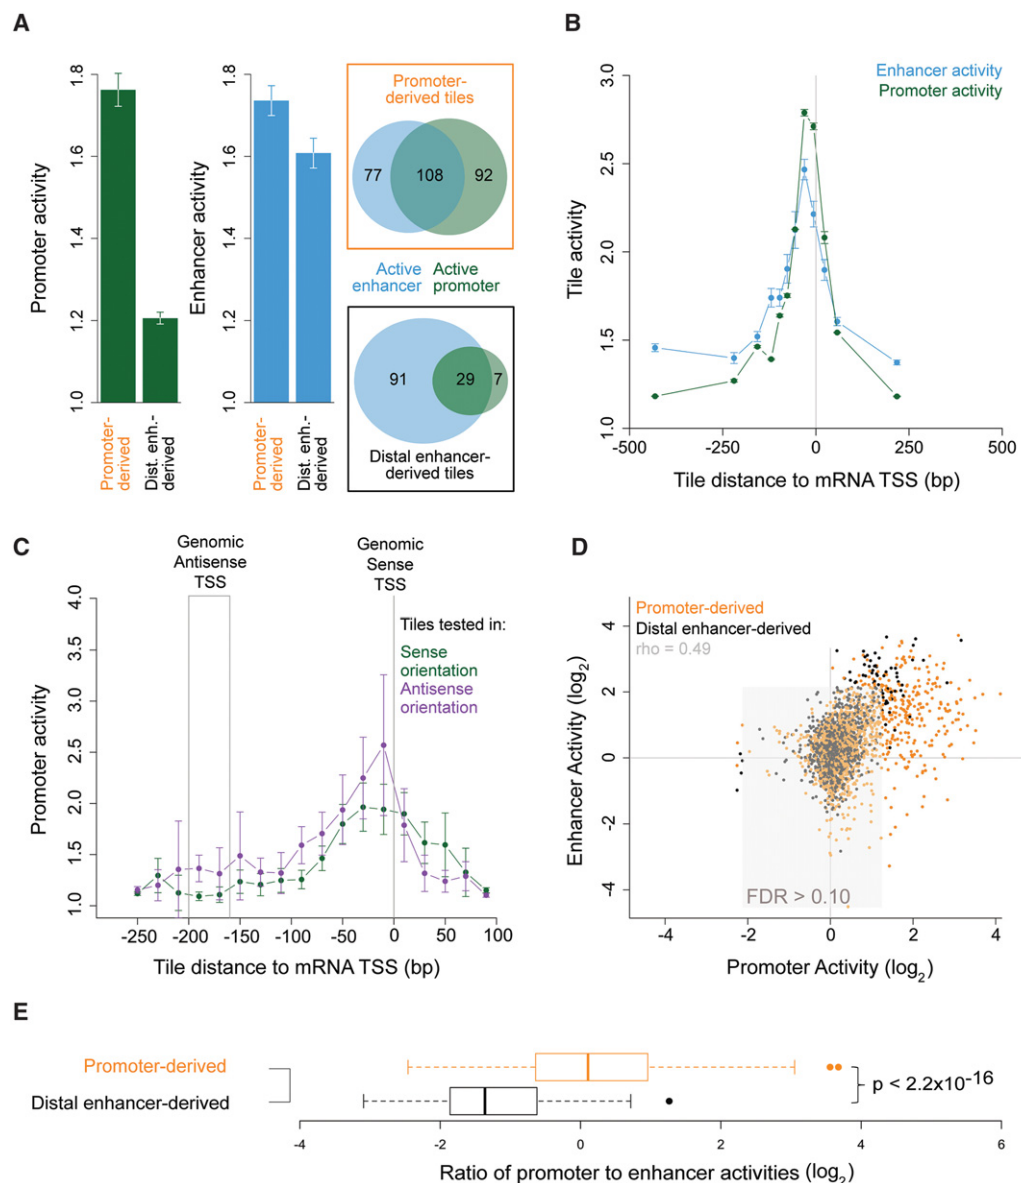 A
Promoter activity
1.0
1.2
1.4
1.6
1.8
Promoter-
derived
Dist. enh.-
derived
Enhancer activity
1.0
1.2
1.4
1.6
1.8
Promoter-
derived
Dist. enh.-
derived
Promoter-
derived tiles
77
108
92
Active
enhancer
Active
promoter
91
29
7
Distal enhancer-
derived tiles
B
Enhancer activity
Promoter activity
Tile activity
1.0
1.5
2.0
2.5
3.0
-500
-250
0
250
500
Tile distance to mRNA TSS (bp)
C
Genomic
Antisense
TSS
Genomic
Sense
TSS
Tiles tested in:
Sense
orientation
Antisense
orientation
Promoter activity
1.0
1.5
2.0
2.5
3.0
3.5
4.0
-250
-200
-150
-100
-50
0
50
100
Tile distance to mRNA TSS (bp)
D
Promoter-derived
Distal enhancer-derived
rho = 0.49
Enhancer Activity (log2)
4
2
0
-2
-4
FDR > 0.10
-4
-2
0
2
4
Promoter Activity (log2)
E
Promoter-derived
Distal enhancer-derived
p < 2.2x10-16
-4
-2
0
2
4
6
Ratio of promoter to enhancer activities (log2)